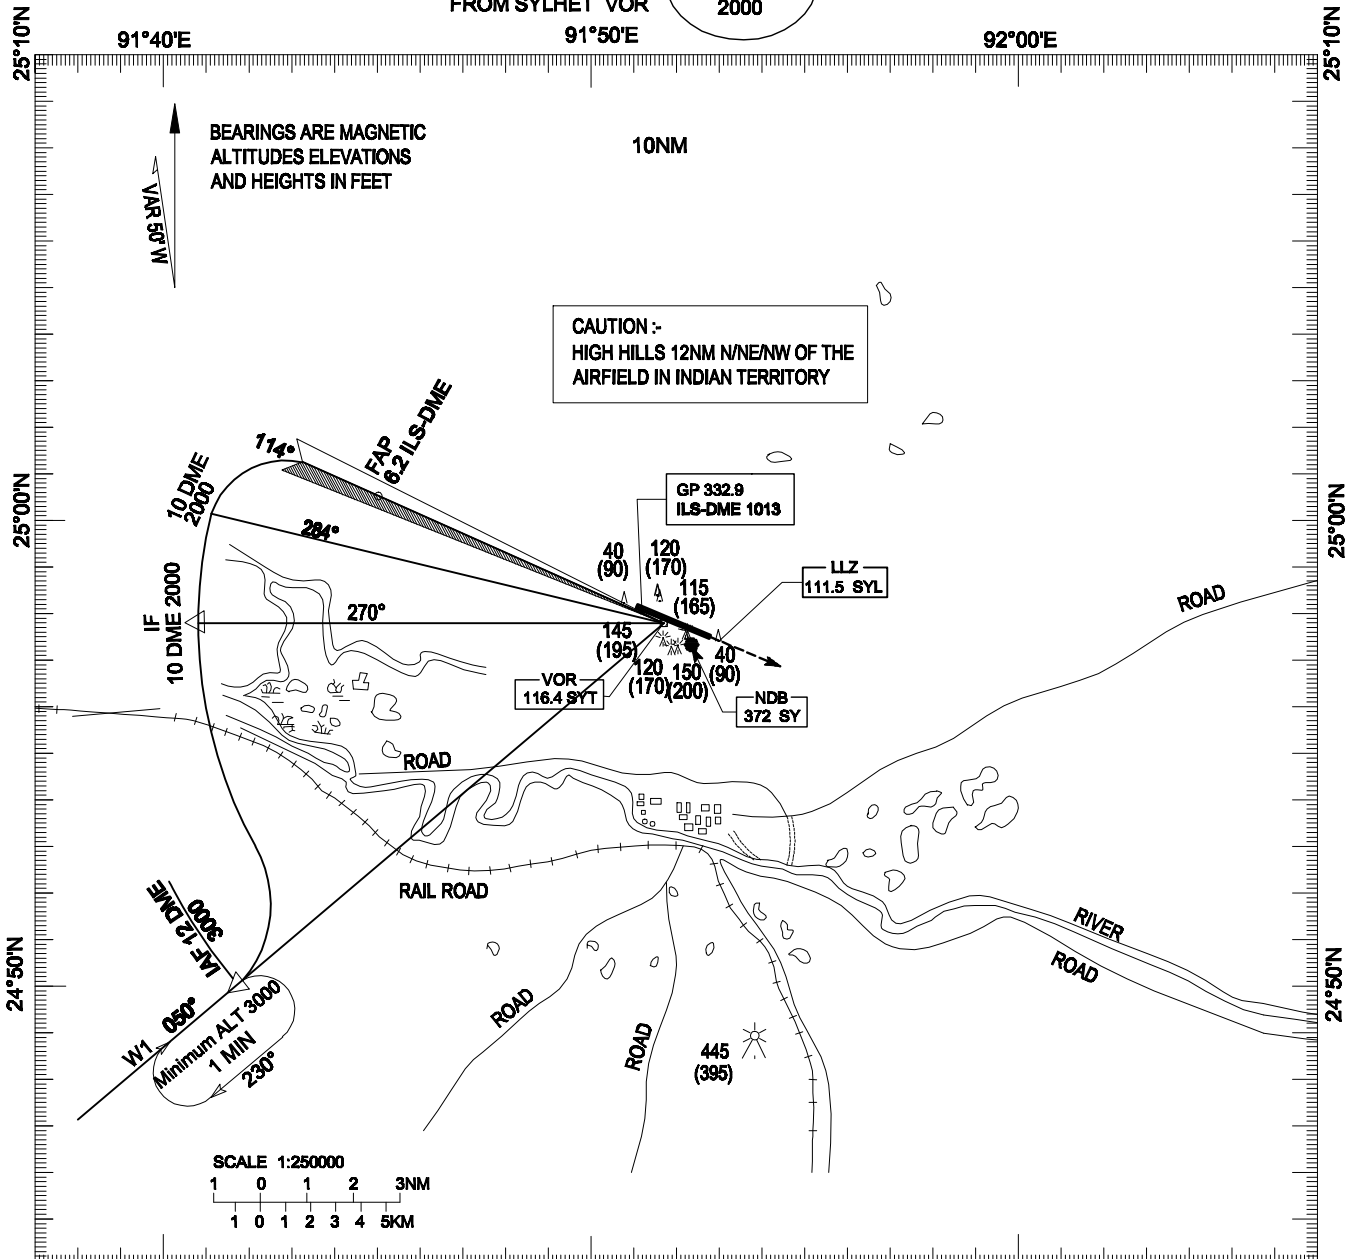 FROM SYLHET VOR
2000
25°10'N
91°40'E
91°50'E
92°00'E
25°10'N
BEARINGS ARE MAGNETIC
ALTITUDES ELEVATIONS
AND HEIGHTS IN FEET
VAR 50'W
10NM
CAUTION :-
HIGH HILLS 12NM N/NE/NW OF THE
AIRFIELD IN INDIAN TERRITORY
114°
FAP
6.2 ILS-DME
10 DME
2000
284°
25°00'N
25°00'N
GP 332.9
ILS-DME 1013
40
(90)
120
(170)
115
(165)
LLZ
111.5 SYL
ROAD
IF
10 DME 2000
270°
145
(195)
120
(170)
150
(200)
40
(90)
VOR
116.4 SYT
NDB
372 SY
ROAD
RAIL ROAD
IAF 12 DME
3000
RIVER
ROAD
24°50'N
24°50'N
W1
050°
Minimum ALT 3000
1 MIN
230°
ROAD
ROAD
445
(395)
SCALE 1:250000
1 0 1 2 3NM
1 0 1 2 3 4 5KM